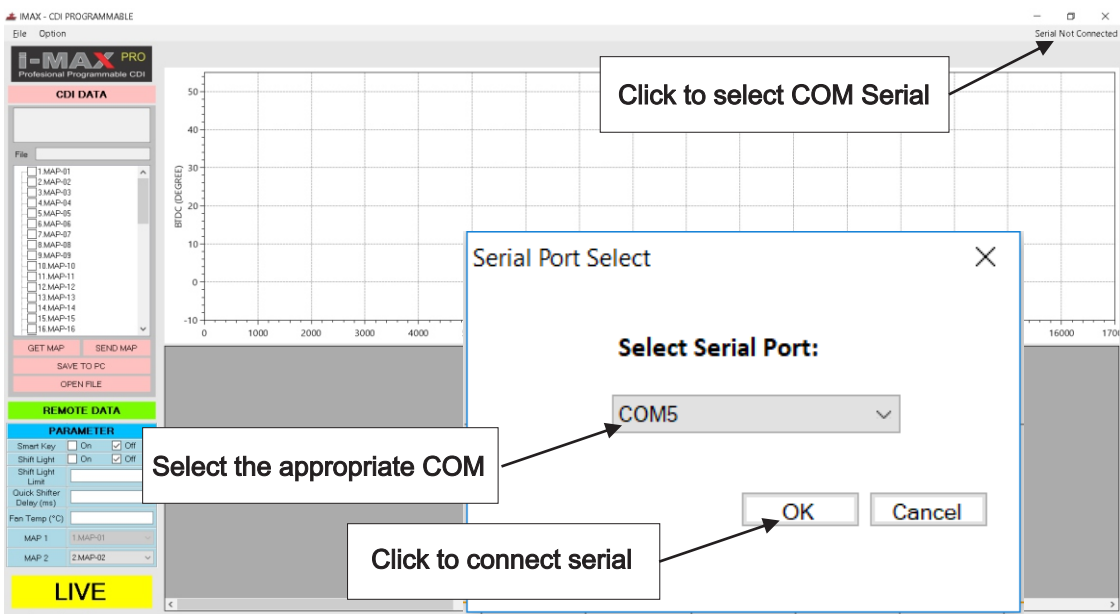 IMAX - CDI PROGRAMMABLE
File Option
Serial Not Connected
i-MAX PRO
Profesional Programmable CDI
CDI DATA
Click to select COM Serial
File
1.MAP-01
2.MAP-02
3.MAP-03
4.MAP-04
5.MAP-05
6.MAP-06
7.MAP-07
8.MAP-08
9.MAP-09
10.MAP-10
11.MAP-11
12.MAP-12
13.MAP-13
14.MAP-14
15.MAP-15
16.MAP-16
BTDC (DEGREE)
50
40
30
20
10
0
-10
0 1000 2000 3000 4000 16000 1700
Serial Port Select
Select Serial Port:
COM5
OK Cancel
GET MAP SEND MAP
SAVE TO PC
OPEN FILE
REMOTE DATA
PARAMETER
Smart Key On Off
Shift Light On Off
Shift Light
Limit
Quick Shifter
Delay (ms)
Fan Temp (°C)
MAP 1 1.MAP-01
MAP 2 2.MAP-02
LIVE
Select the appropriate COM
Click to connect serial